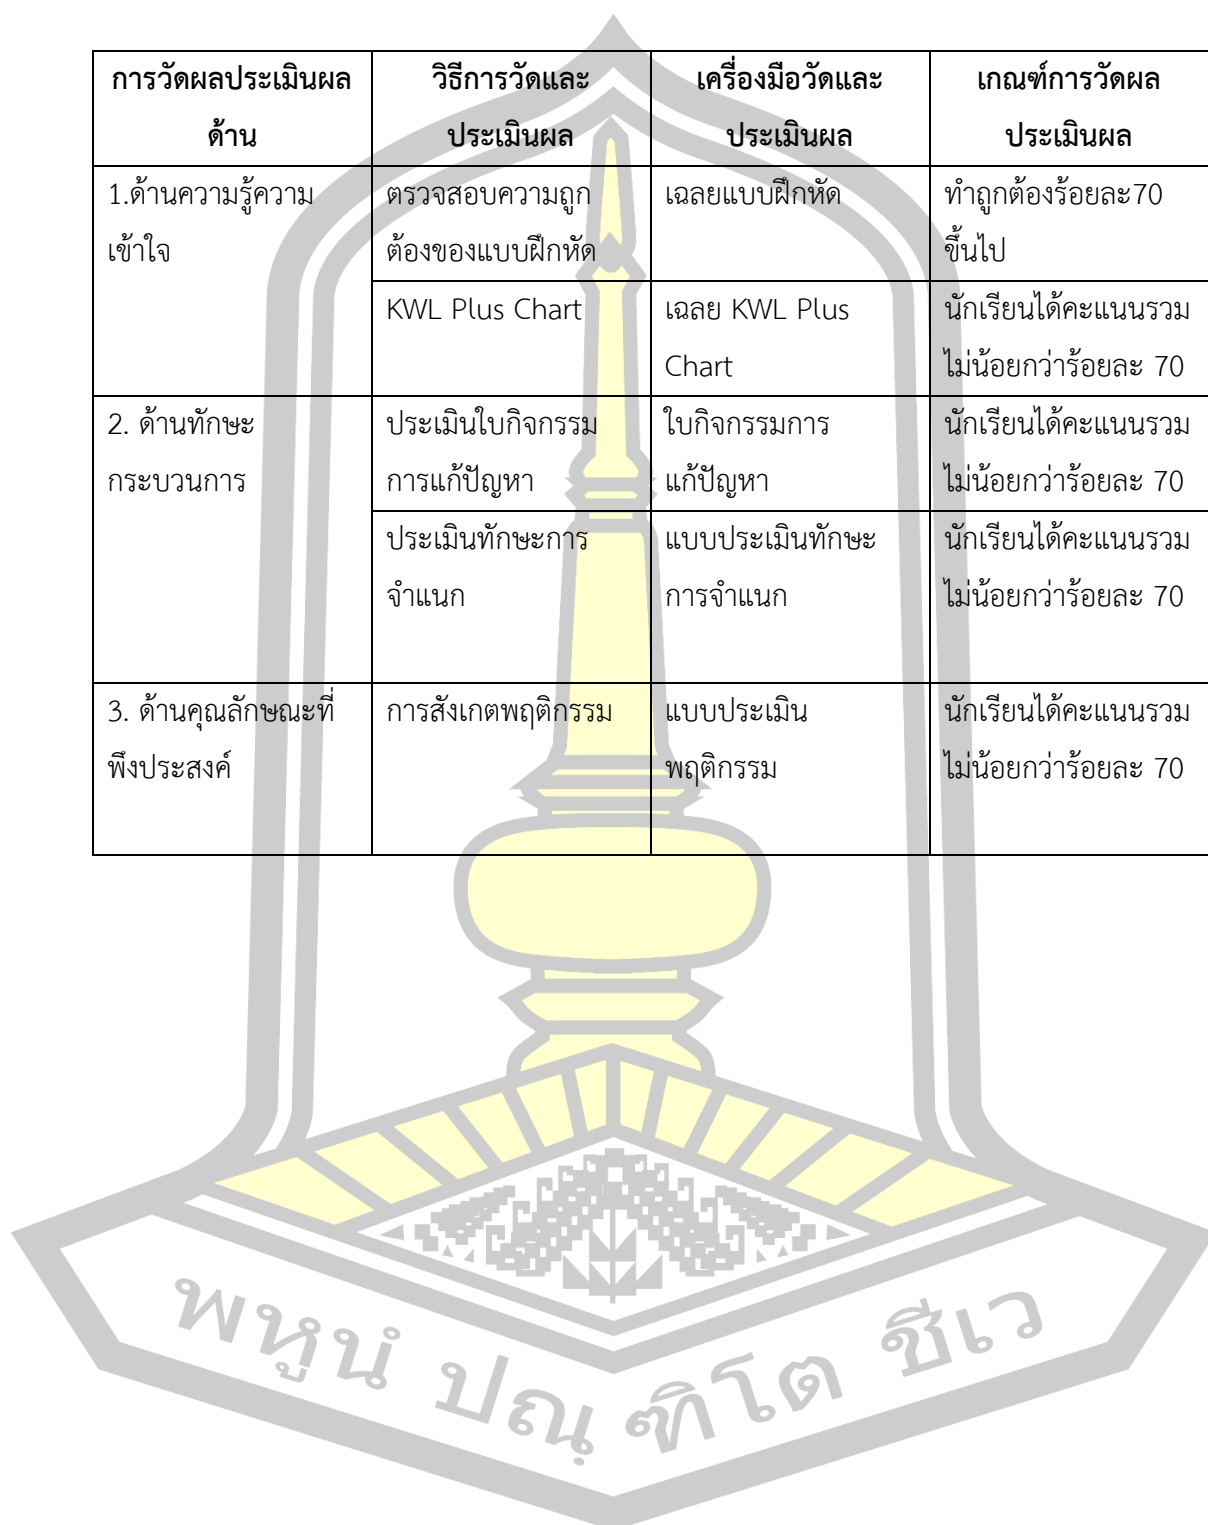 การวัดผลประเมินผล
ด้าน
วิธีการวัดและ
ประเมินผล
เครื่องมือวัดและ
ประเมินผล
เกณฑ์การวัดผล
ประเมินผล
1.ด้านความรู้ความ
เข้าใจ
ตรวจสอบความถูก
ต้องของแบบฝึกหัด
เฉลยแบบฝึกหัด
ทำถูกต้องร้อยละ70
ขึ้นไป
KWL Plus Chart
เฉลย KWL Plus
Chart
นักเรียนได้คะแนนรวม
ไม่น้อยกว่าร้อยละ 70
2. ด้านทักษะ
กระบวนการ
ประเมินใบกิจกรรม
การแก้ปัญหา
ใบกิจกรรมการ
แก้ปัญหา
นักเรียนได้คะแนนรวม
ไม่น้อยกว่าร้อยละ 70
ประเมินทักษะการ
จำแนก
แบบประเมินทักษะ
การจำแนก
นักเรียนได้คะแนนรวม
ไม่น้อยกว่าร้อยละ 70
3. ด้านคุณลักษณะที่
พึงประสงค์
การสังเกตพฤติกรรม
แบบประเมิน
พฤติกรรม
นักเรียนได้คะแนนรวม
ไม่น้อยกว่าร้อยละ 70
พหูนํ ปณฺ ฑิโต ชีเว